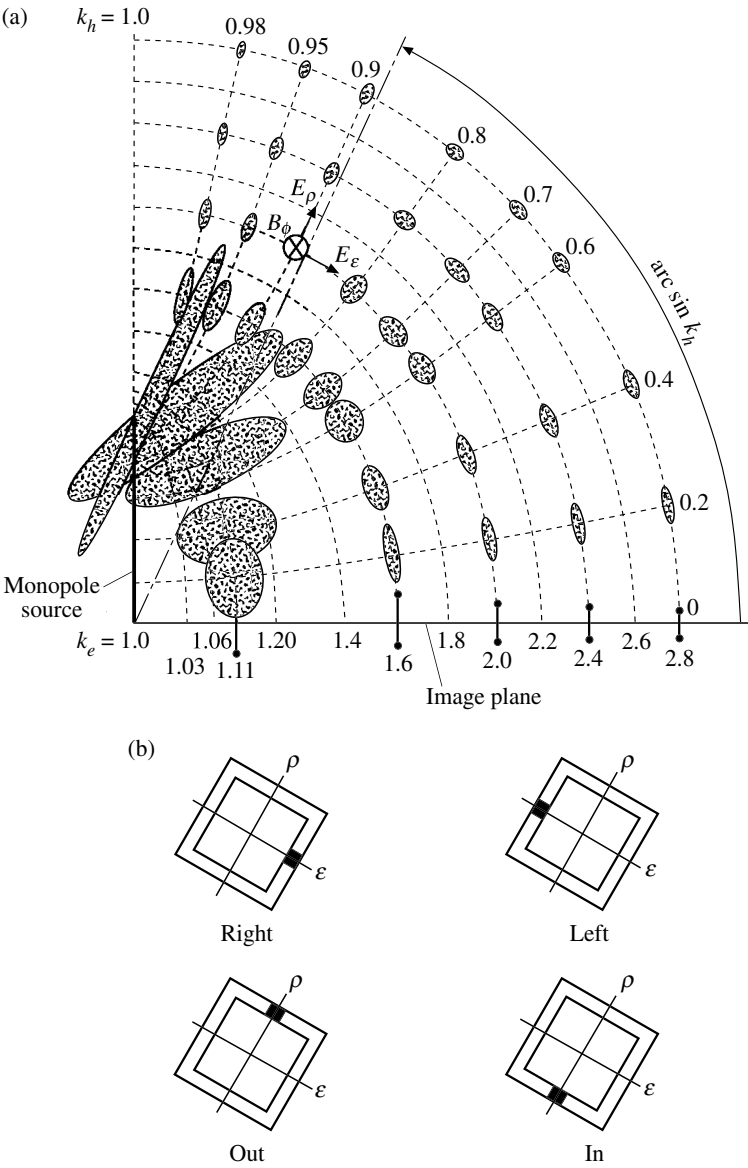 (a)
k_h = 1.0
0.98
0.95
0.9
0.8
0.7
0.6
0.4
0.2
0
arc sin k_h
E_ρ
B_ϕ
E_ε
Monopole
source
k_e = 1.0
1.03
1.06
1.11
1.20
1.4
1.6
1.8
2.0
2.2
2.4
2.6
2.8
Image plane
(b)
ρ
ε
Right
ρ
ε
Left
ρ
ε
Out
ρ
ε
In